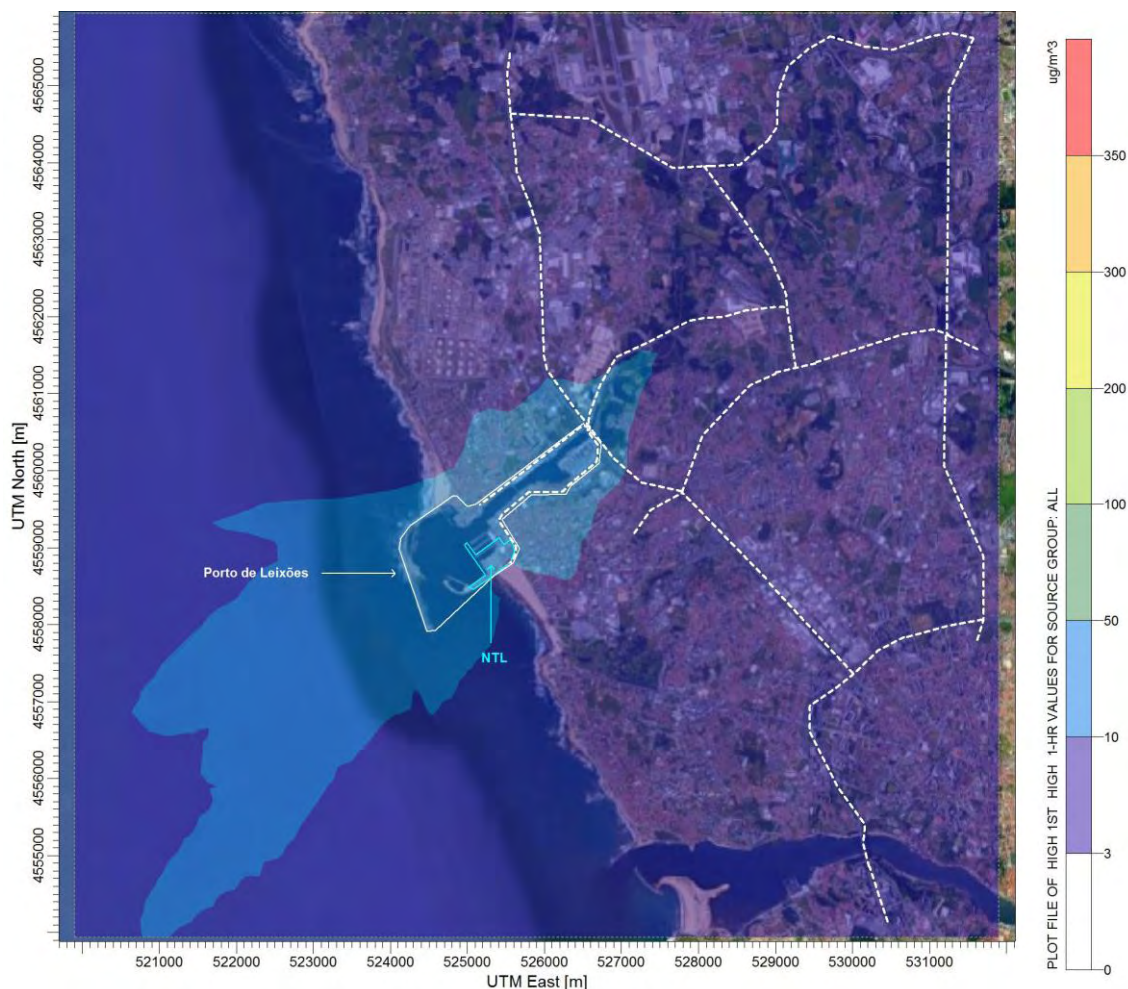 4565000
4564000
4563000
4562000
4561000
4560000
4559000
4558000
4557000
4556000
4555000
UTM North [m]
Porto de Leixões
NTL
521000 522000 523000 524000 525000 526000 527000 528000 529000 530000 531000
UTM East [m]
ug/m^3
350
300
200
100
50
10
3
0
PLOT FILE OF HIGH 1ST HIGH 1-HR VALUES FOR SOURCE GROUP: ALL